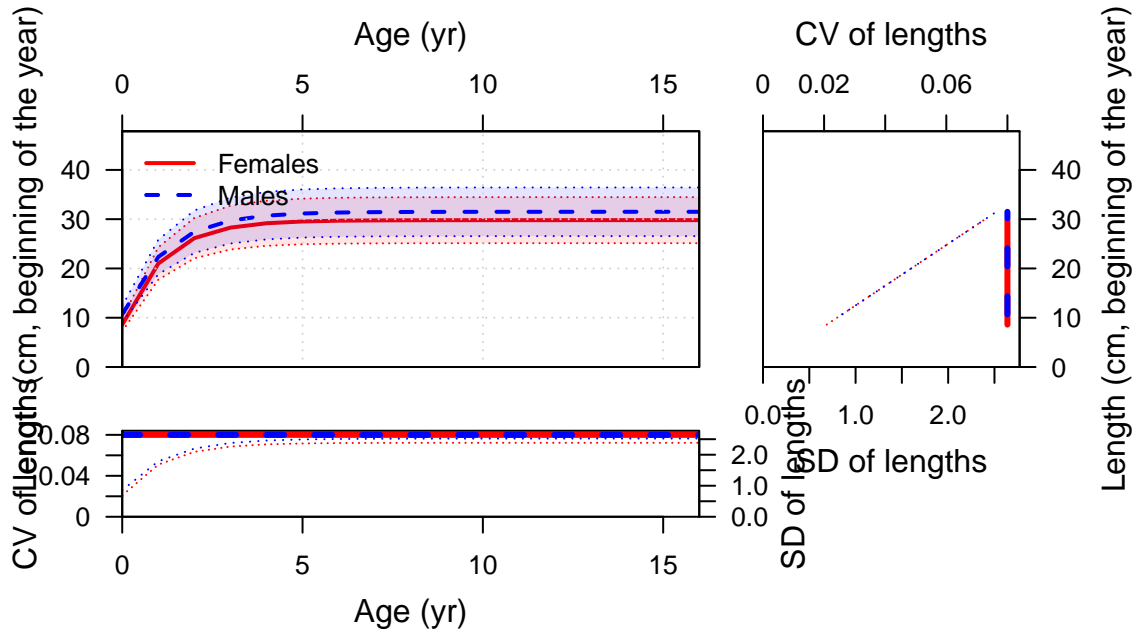 Age (yr)
CV of lengths
0 5 10 15
0 0.02 0.06
Length (cm, beginning of the year)
40
30
20
10
0
Females
Males
40
30
20
10
0
Length (cm, beginning of the year)
0.0 1.0 2.0
SD of lengths
CV of lengths
0.08
0.04
0
2.0
1.0
0.0
SD of lengths
0 5 10 15
Age (yr)